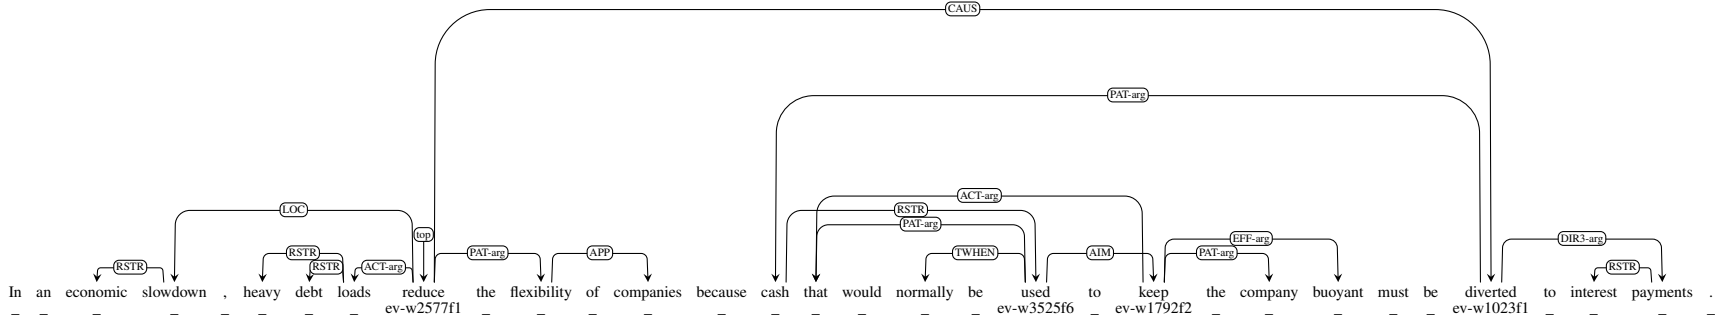 CAUS
PAT-arg
ACT-arg
LOC RSTR
PAT-arg
top
RSTR PAT-arg APP TWHEN AIM EFF-arg PAT-arg DIR3-arg
RSTR RSTR ACT-arg RSTR
In an economic slowdown , heavy debt loads reduce the flexibility of companies because cash that would normally be used to keep the company buoyant must be diverted to interest payments .
_ _ _ _ _ _ _ _ ev-w2577f1 _ _ _ _ _ _ _ _ _ _ ev-w3525f6 _ ev-w1792f2 _ _ _ _ _ ev-w1023f1 _ _ _ _